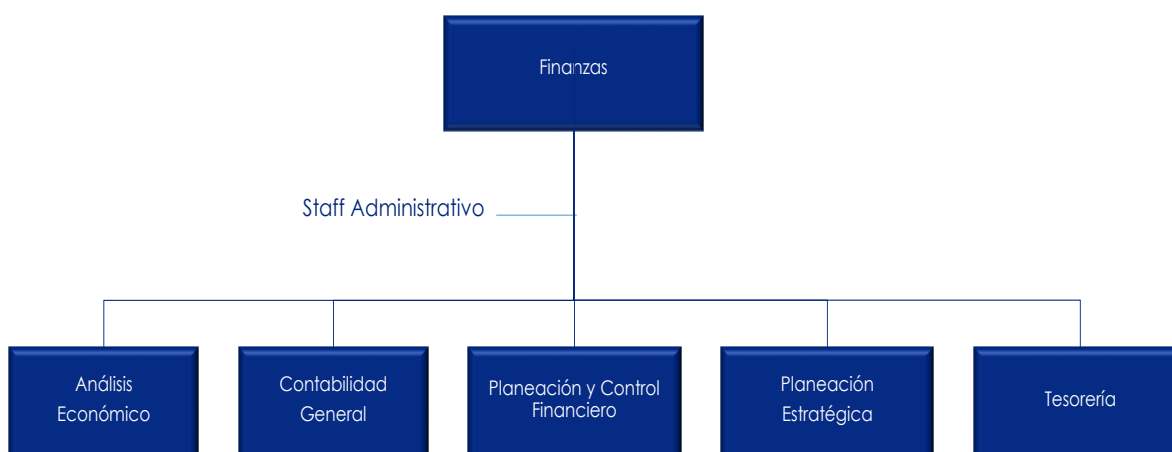 Finanzas
Staff Administrativo
Análisis
Económico
Contabilidad
General
Planeación y Control
Financiero
Planeación
Estratégica
Tesorería